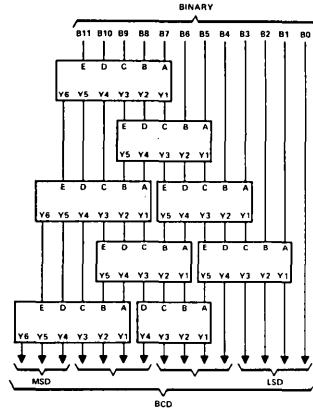 BINARY
B11 B10 B9 B8 B7 B6 B5 B4 B3 B2 B1 B0
E D C B A
Y6 Y5 Y4 Y3 Y2 Y1
E D C B A
Y5 Y4 Y3 Y2 Y1
E D C B A E D C B A
Y6 Y5 Y4 Y3 Y2 Y1 Y5 Y4 Y3 Y2 Y1
E D C B A E D C B A
Y5 Y4 Y3 Y2 Y1 Y5 Y4 Y3 Y2 Y1
E D C B A D C B A
Y6 Y5 Y4 Y3 Y2 Y1 Y4 Y3 Y2 Y1
MSD LSD
BCD